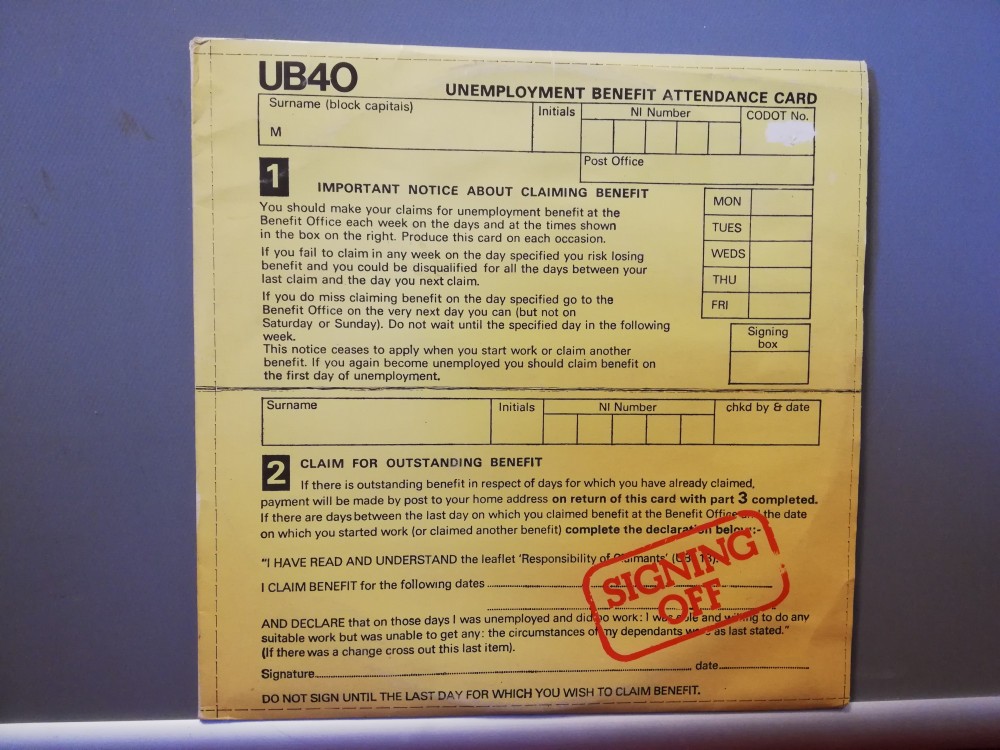 UB40
UNEMPLOYMENT BENEFIT ATTENDANCE CARD
Surname (block capitals)
Initials
NI Number
CODOT No.
M
Post Office
1
IMPORTANT NOTICE ABOUT CLAIMING BENEFIT
You should make your claims for unemployment benefit at the
Benefit Office each week on the days and at the times shown
in the box on the right. Produce this card on each occasion.
If you fail to claim in any week on the day specified you risk losing
benefit and you could be disqualified for all the days between your
last claim and the day you next claim.
If you do miss claiming benefit on the day specified go to the
Benefit Office on the very next day you can (but not on
Saturday or Sunday). Do not wait until the specified day in the following
week.
This notice ceases to apply when you start work or claim another
benefit. If you again become unemployed you should claim benefit on
the first day of unemployment.
MON
TUES
WEDS
THU
FRI
Signing
box
Surname
Initials
NI Number
chkd by & date
2
CLAIM FOR OUTSTANDING BENEFIT
If there is outstanding benefit in respect of days for which you have already claimed,
payment will be made by post to your home address on return of this card with part 3 completed.
If there are days between the last day on which you claimed benefit at the Benefit Office and the date
on which you started work (or claimed another benefit) complete the declaration below:-
"I HAVE READ AND UNDERSTAND the leaflet 'Responsibility of Claimants'
I CLAIM BENEFIT for the following dates
AND DECLARE that on those days I was unemployed and did no work: I was able and willing to do any
suitable work but was unable to get any: the circumstances of my dependants were as last stated."
(If there was a change cross out this last item).
Signature
date
DO NOT SIGN UNTIL THE LAST DAY FOR WHICH YOU WISH TO CLAIM BENEFIT.
SIGNING
OFF